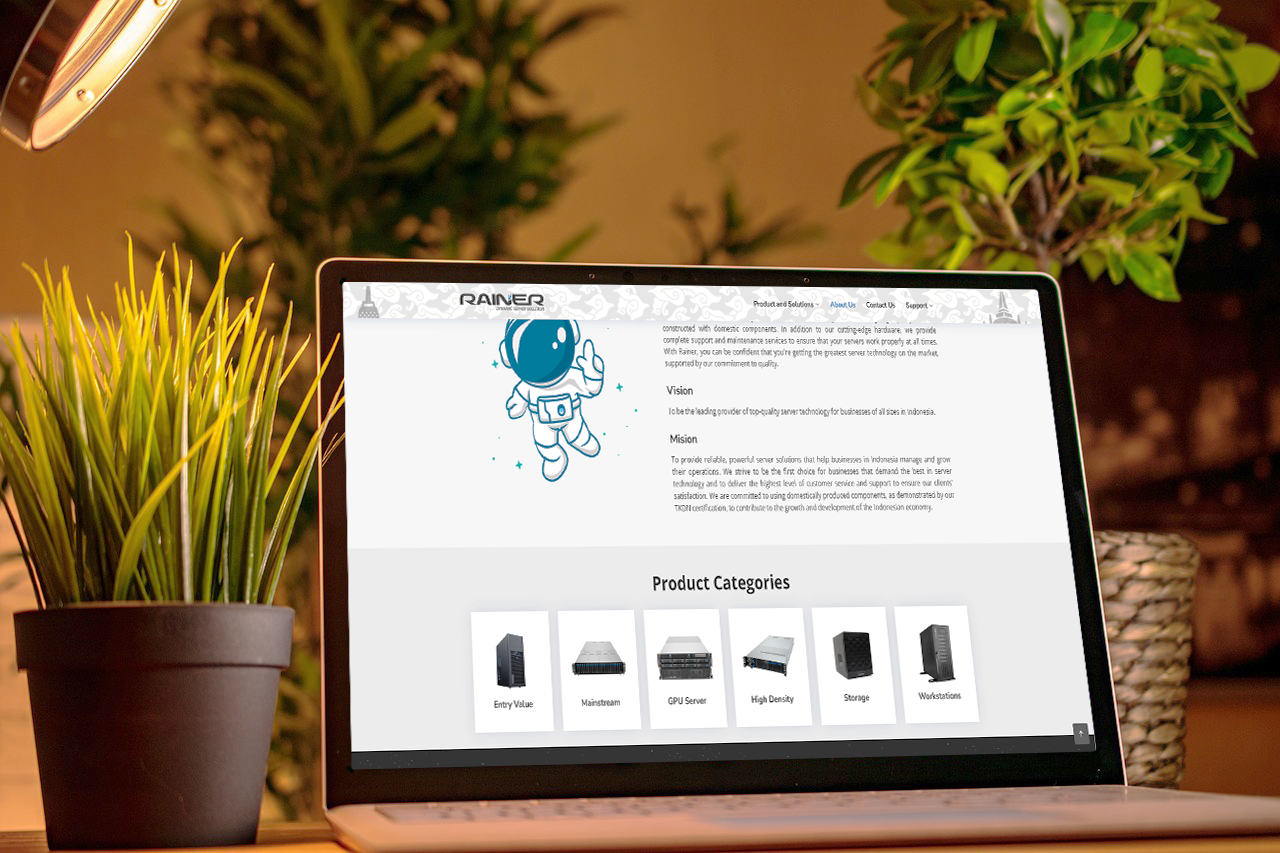 RAINER
DYNAMIC SERVER SOLUTION
Product and Solutions
About Us
Contact Us
Support
constructed with domestic components. In addition to our cutting-edge hardware, we provide
complete support and maintenance services to ensure that your servers work properly at all times.
With Rainer, you can be confident that you're getting the greatest server technology on the market,
supported by our commitment to quality.
Vision
To be the leading provider of top-quality server technology for businesses of all sizes in Indonesia.
Mision
To provide reliable, powerful server solutions that help businesses in Indonesia manage and grow
their operations. We strive to be the first choice for businesses that demand the best in server
technology and to deliver the highest level of customer service and support to ensure our clients'
satisfaction. We are committed to using domestically produced components, as demonstrated by our
TKDN certification, to contribute to the growth and development of the Indonesian economy.
Product Categories
Entry Value
Mainstream
GPU Server
High Density
Storage
Workstations